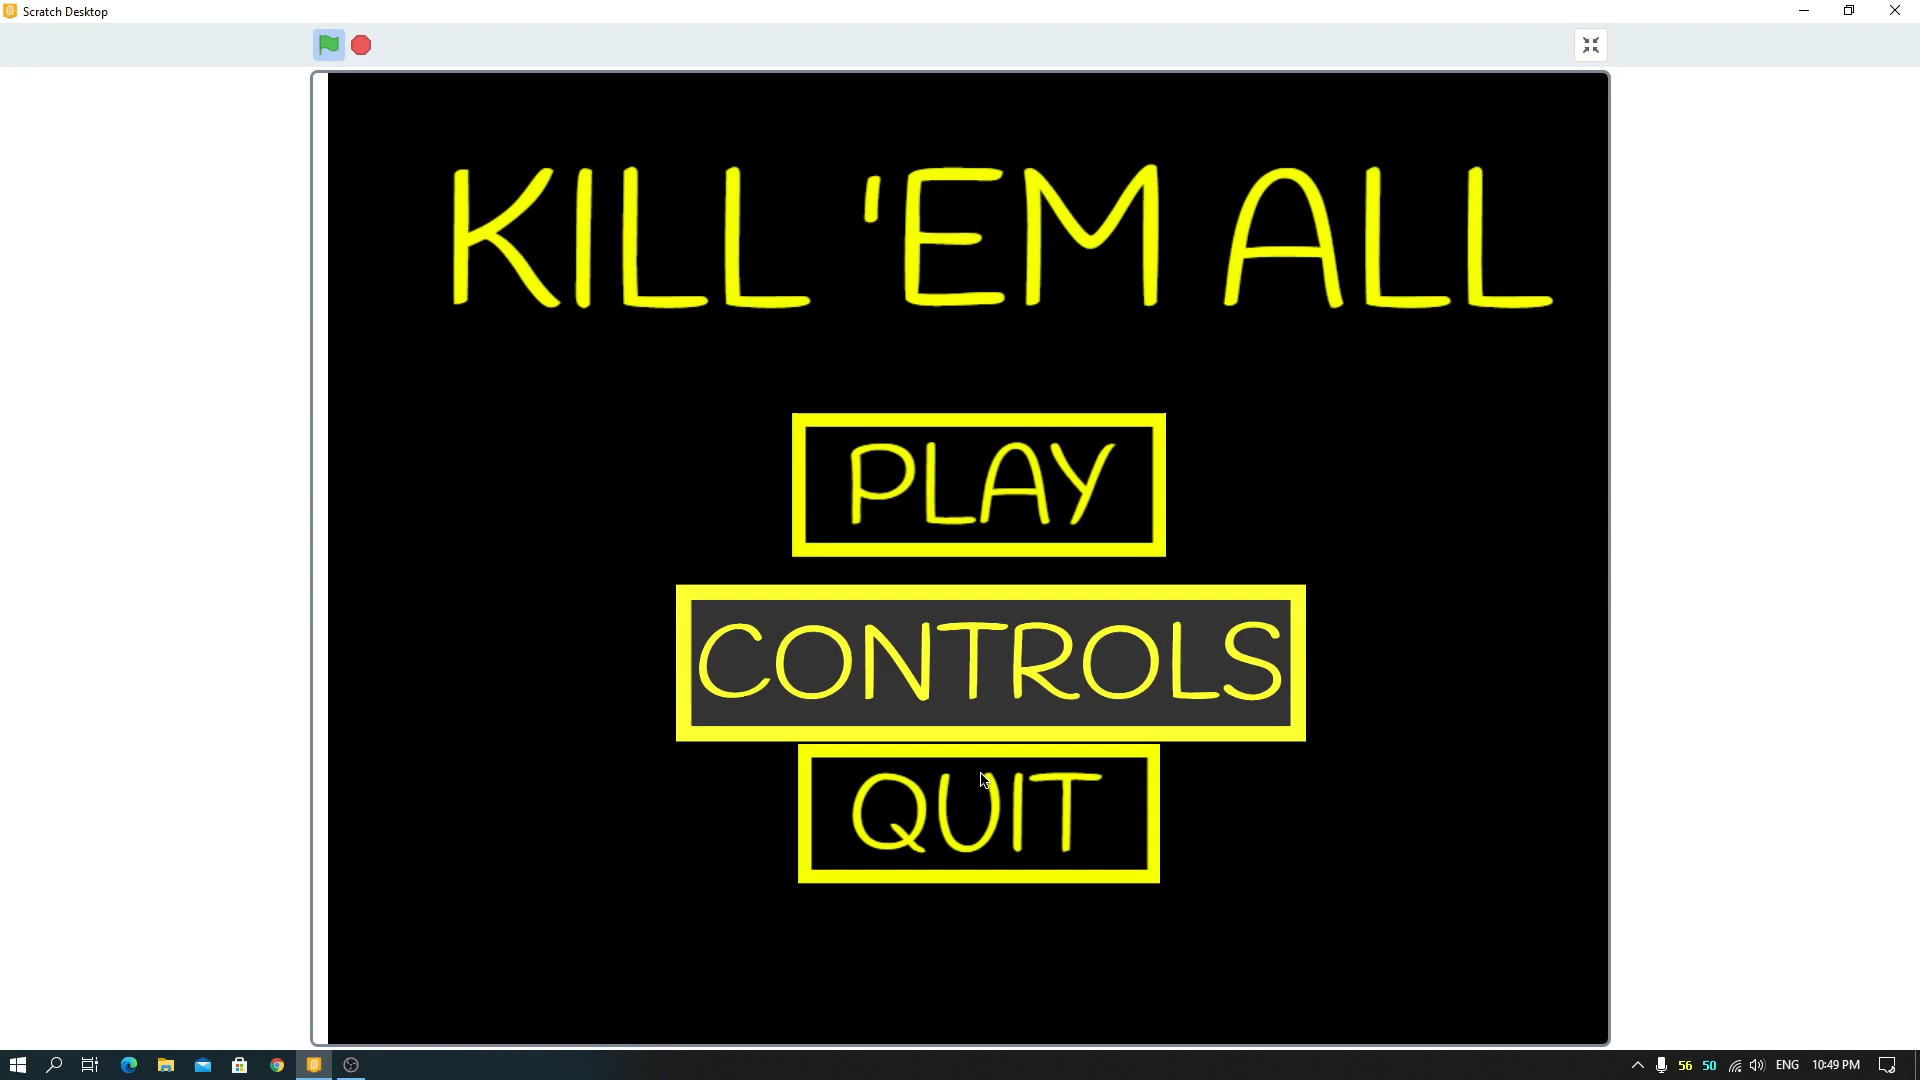 Scratch Desktop
KILL 'EM ALL
PLAY
CONTROLS
QUIT
56 50 ENG 10:49 PM